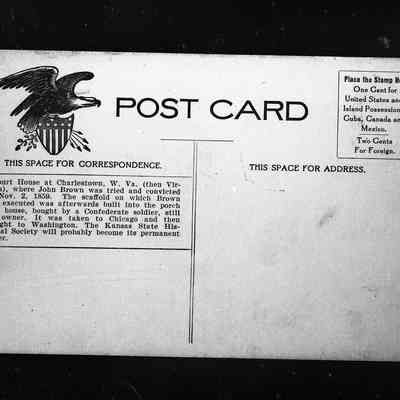 POST CARD
Place the Stamp H
One Cent for
United States and
Island Possession
Cuba, Canada an
Mexico.
Two Cents
For Foreign.
THIS SPACE FOR CORRESPONDENCE.
THIS SPACE FOR ADDRESS.
ourt House at Charlestown, W. Va. (then Vir-
a), where John Brown was tried and convicted
Nov. 2, 1859. The scaffold on which Brown
executed was afterwards built into the porch
house, bought by a Confederate soldier, still
owner. It was taken to Chicago and then
ght to Washington. The Kansas State His-
al Society will probably become its permanent
er.